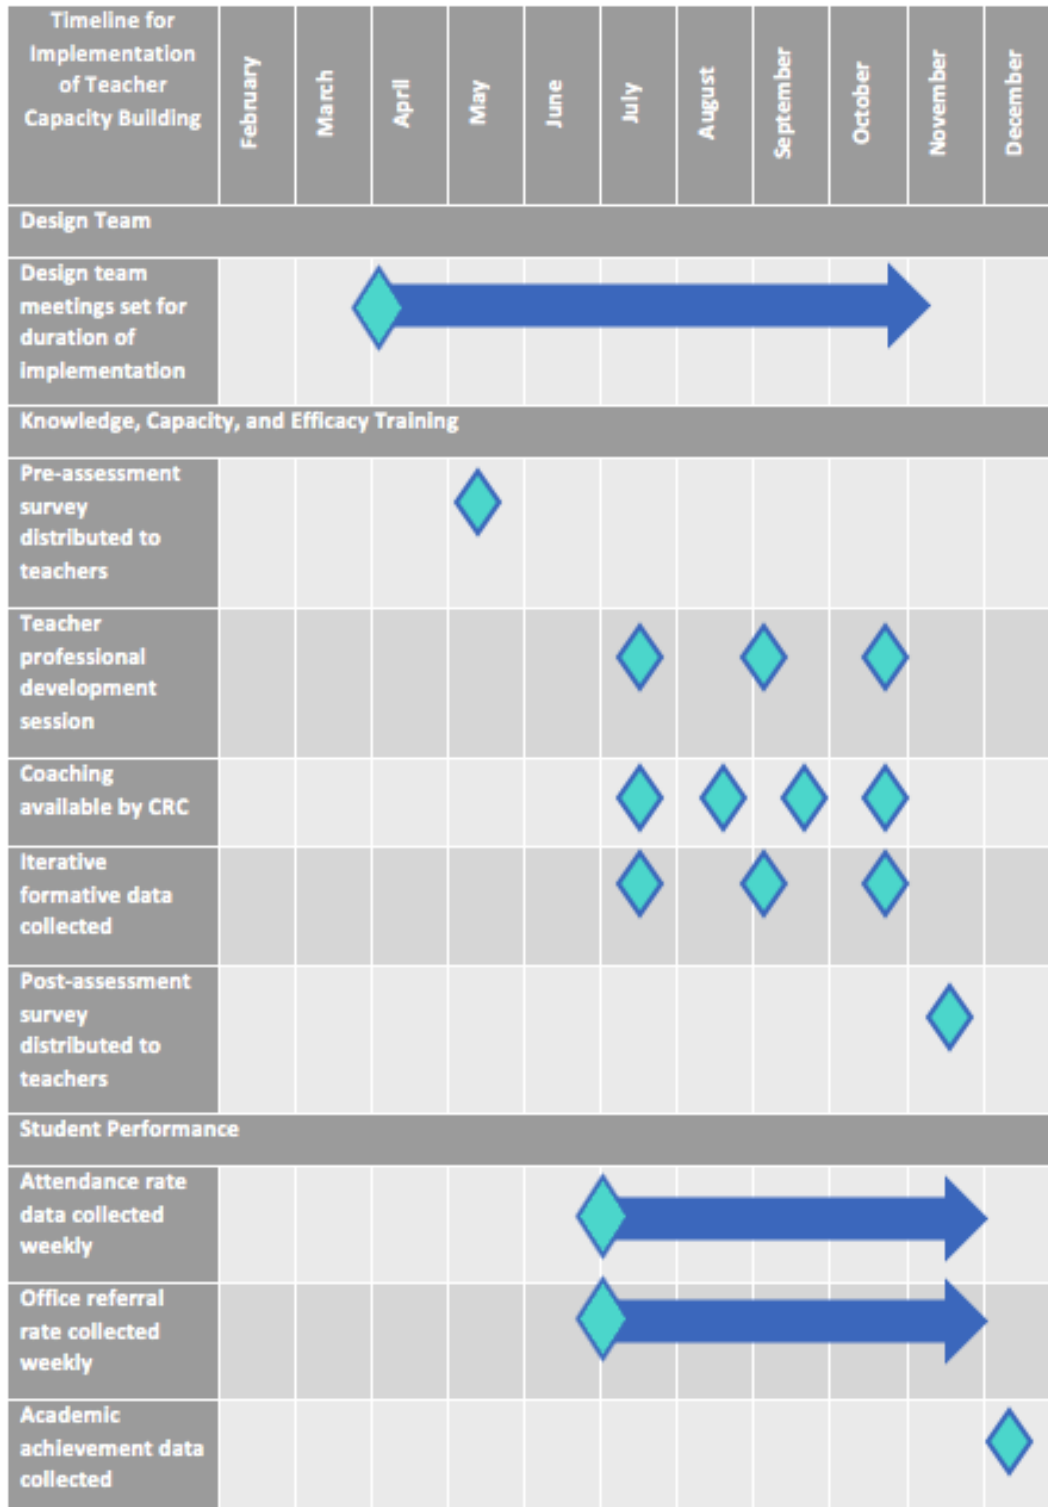 Timeline for
Implementation
of Teacher
Capacity Building
February
March
April
May
June
July
August
September
October
November
December
Design Team
Design team
meetings set for
duration of
implementation
Knowledge, Capacity, and Efficacy Training
Pre-assessment
survey
distributed to
teachers
Teacher
professional
development
session
Coaching
available by CRC
Iterative
formative data
collected
Post-assessment
survey
distributed to
teachers
Student Performance
Attendance rate
data collected
weekly
Office referral
rate collected
weekly
Academic
achievement data
collected